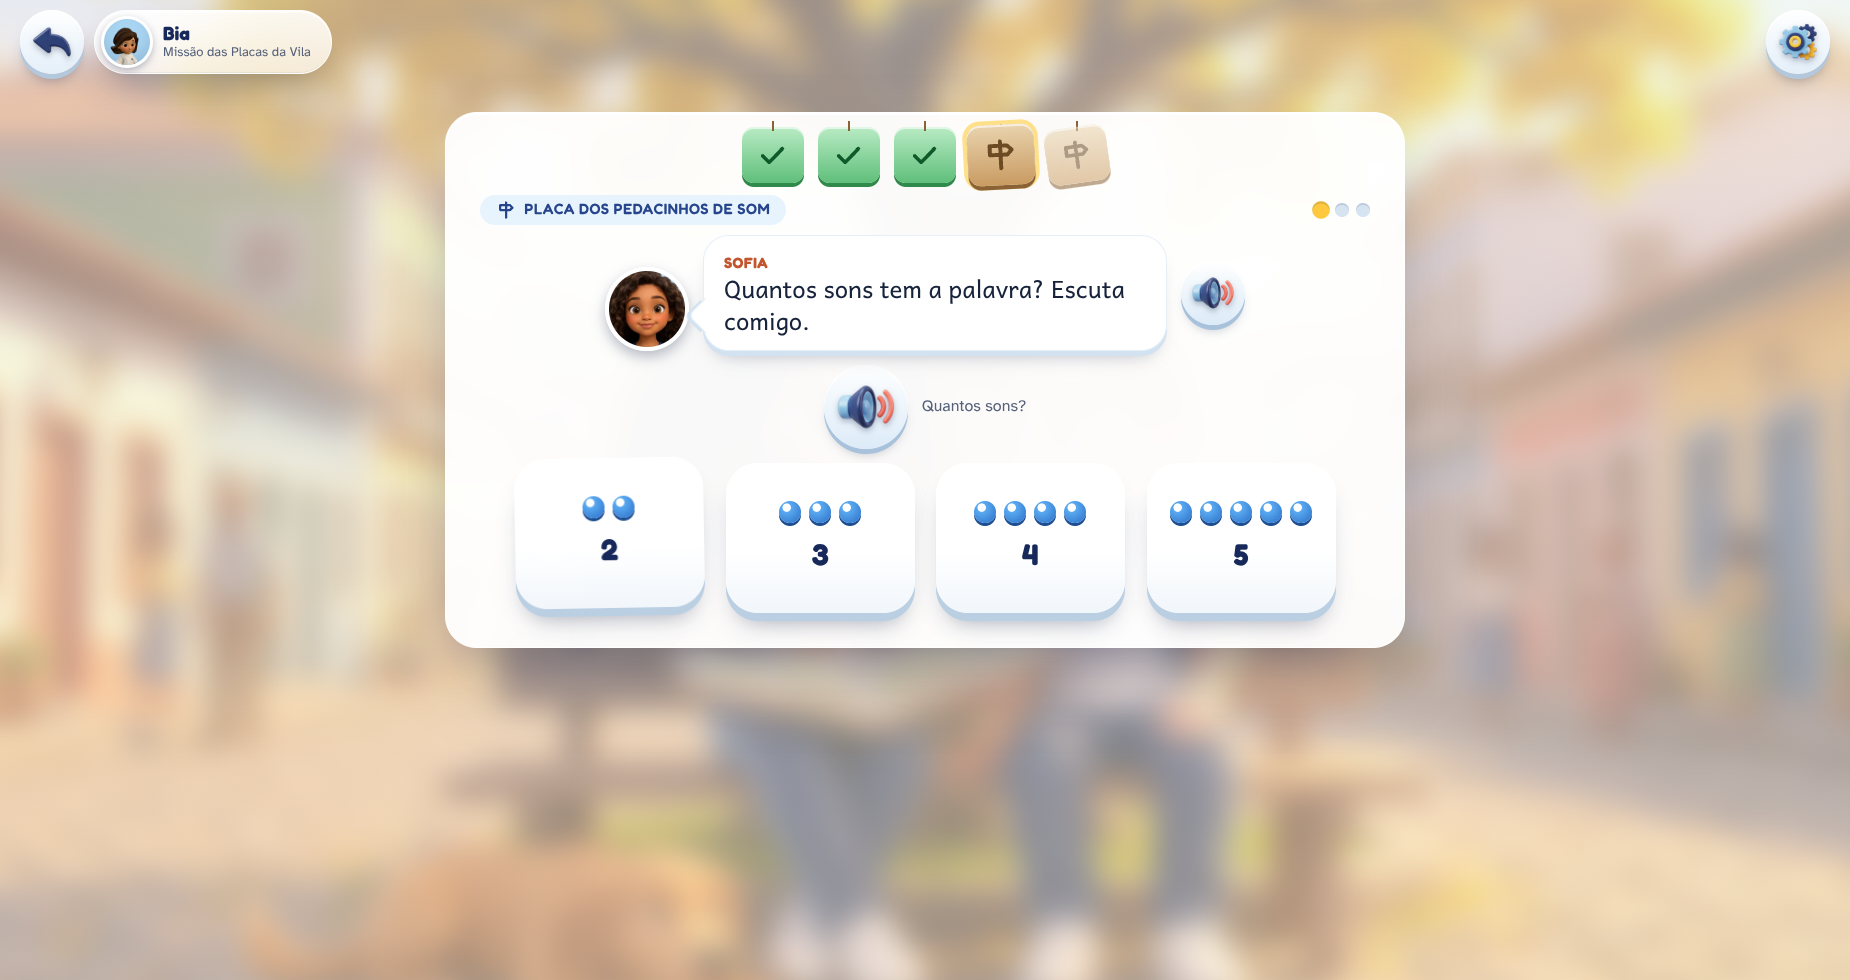 Bia
Missão das Placas da Vila
PLACA DOS PEDACINHOS DE SOM
SOFIA
Quantos sons tem a palavra? Escuta
comigo.
Quantos sons?
2
3
4
5